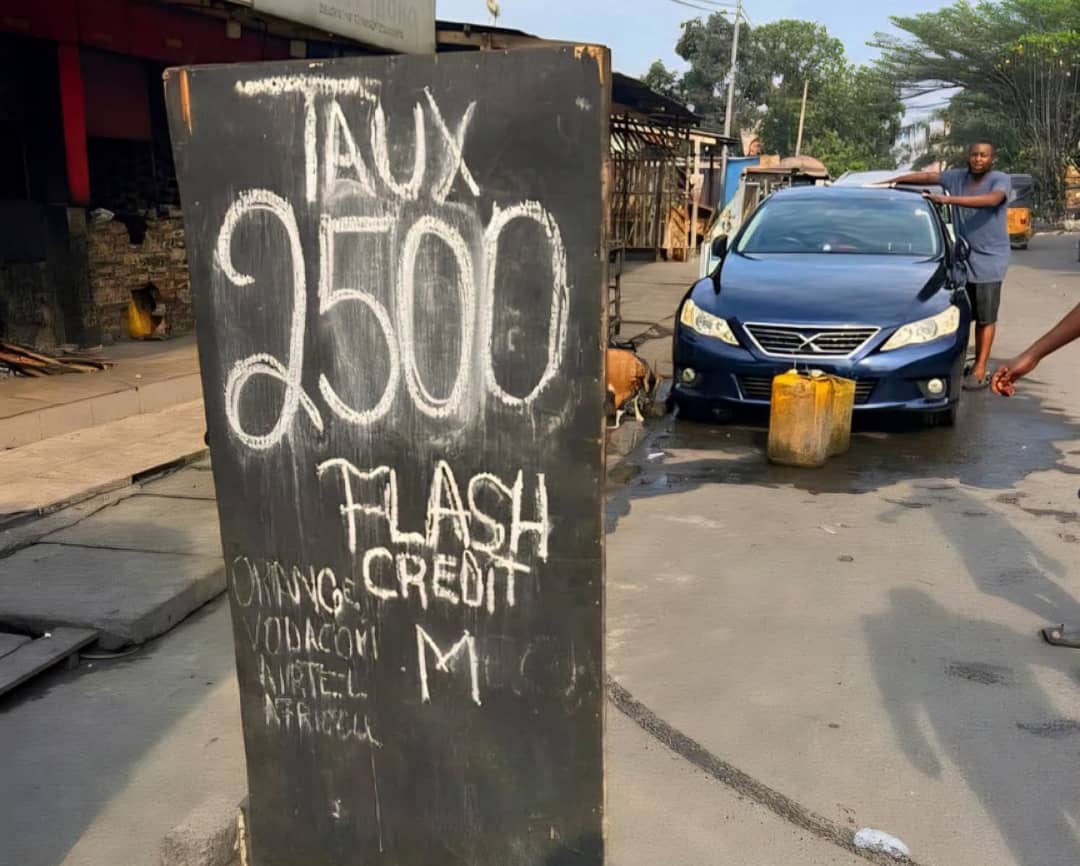 TAUX
2500
FLASH
CREDIT
M
ORANGE
VODACOM
AIRTEL
AFRICELL